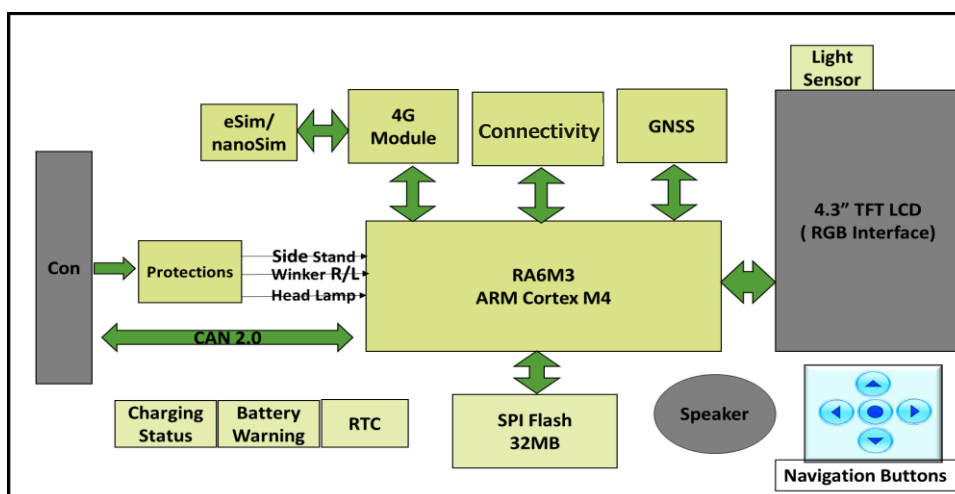 Light
Sensor
eSim/
nanoSim
4G
Module
Connectivity
GNSS
4.3” TFT LCD
( RGB Interface)
Con
Protections
Side Stand
Winker R/L
Head Lamp
RA6M3
ARM Cortex M4
CAN 2.0
Charging
Status
Battery
Warning
RTC
SPI Flash
32MB
Speaker
Navigation Buttons